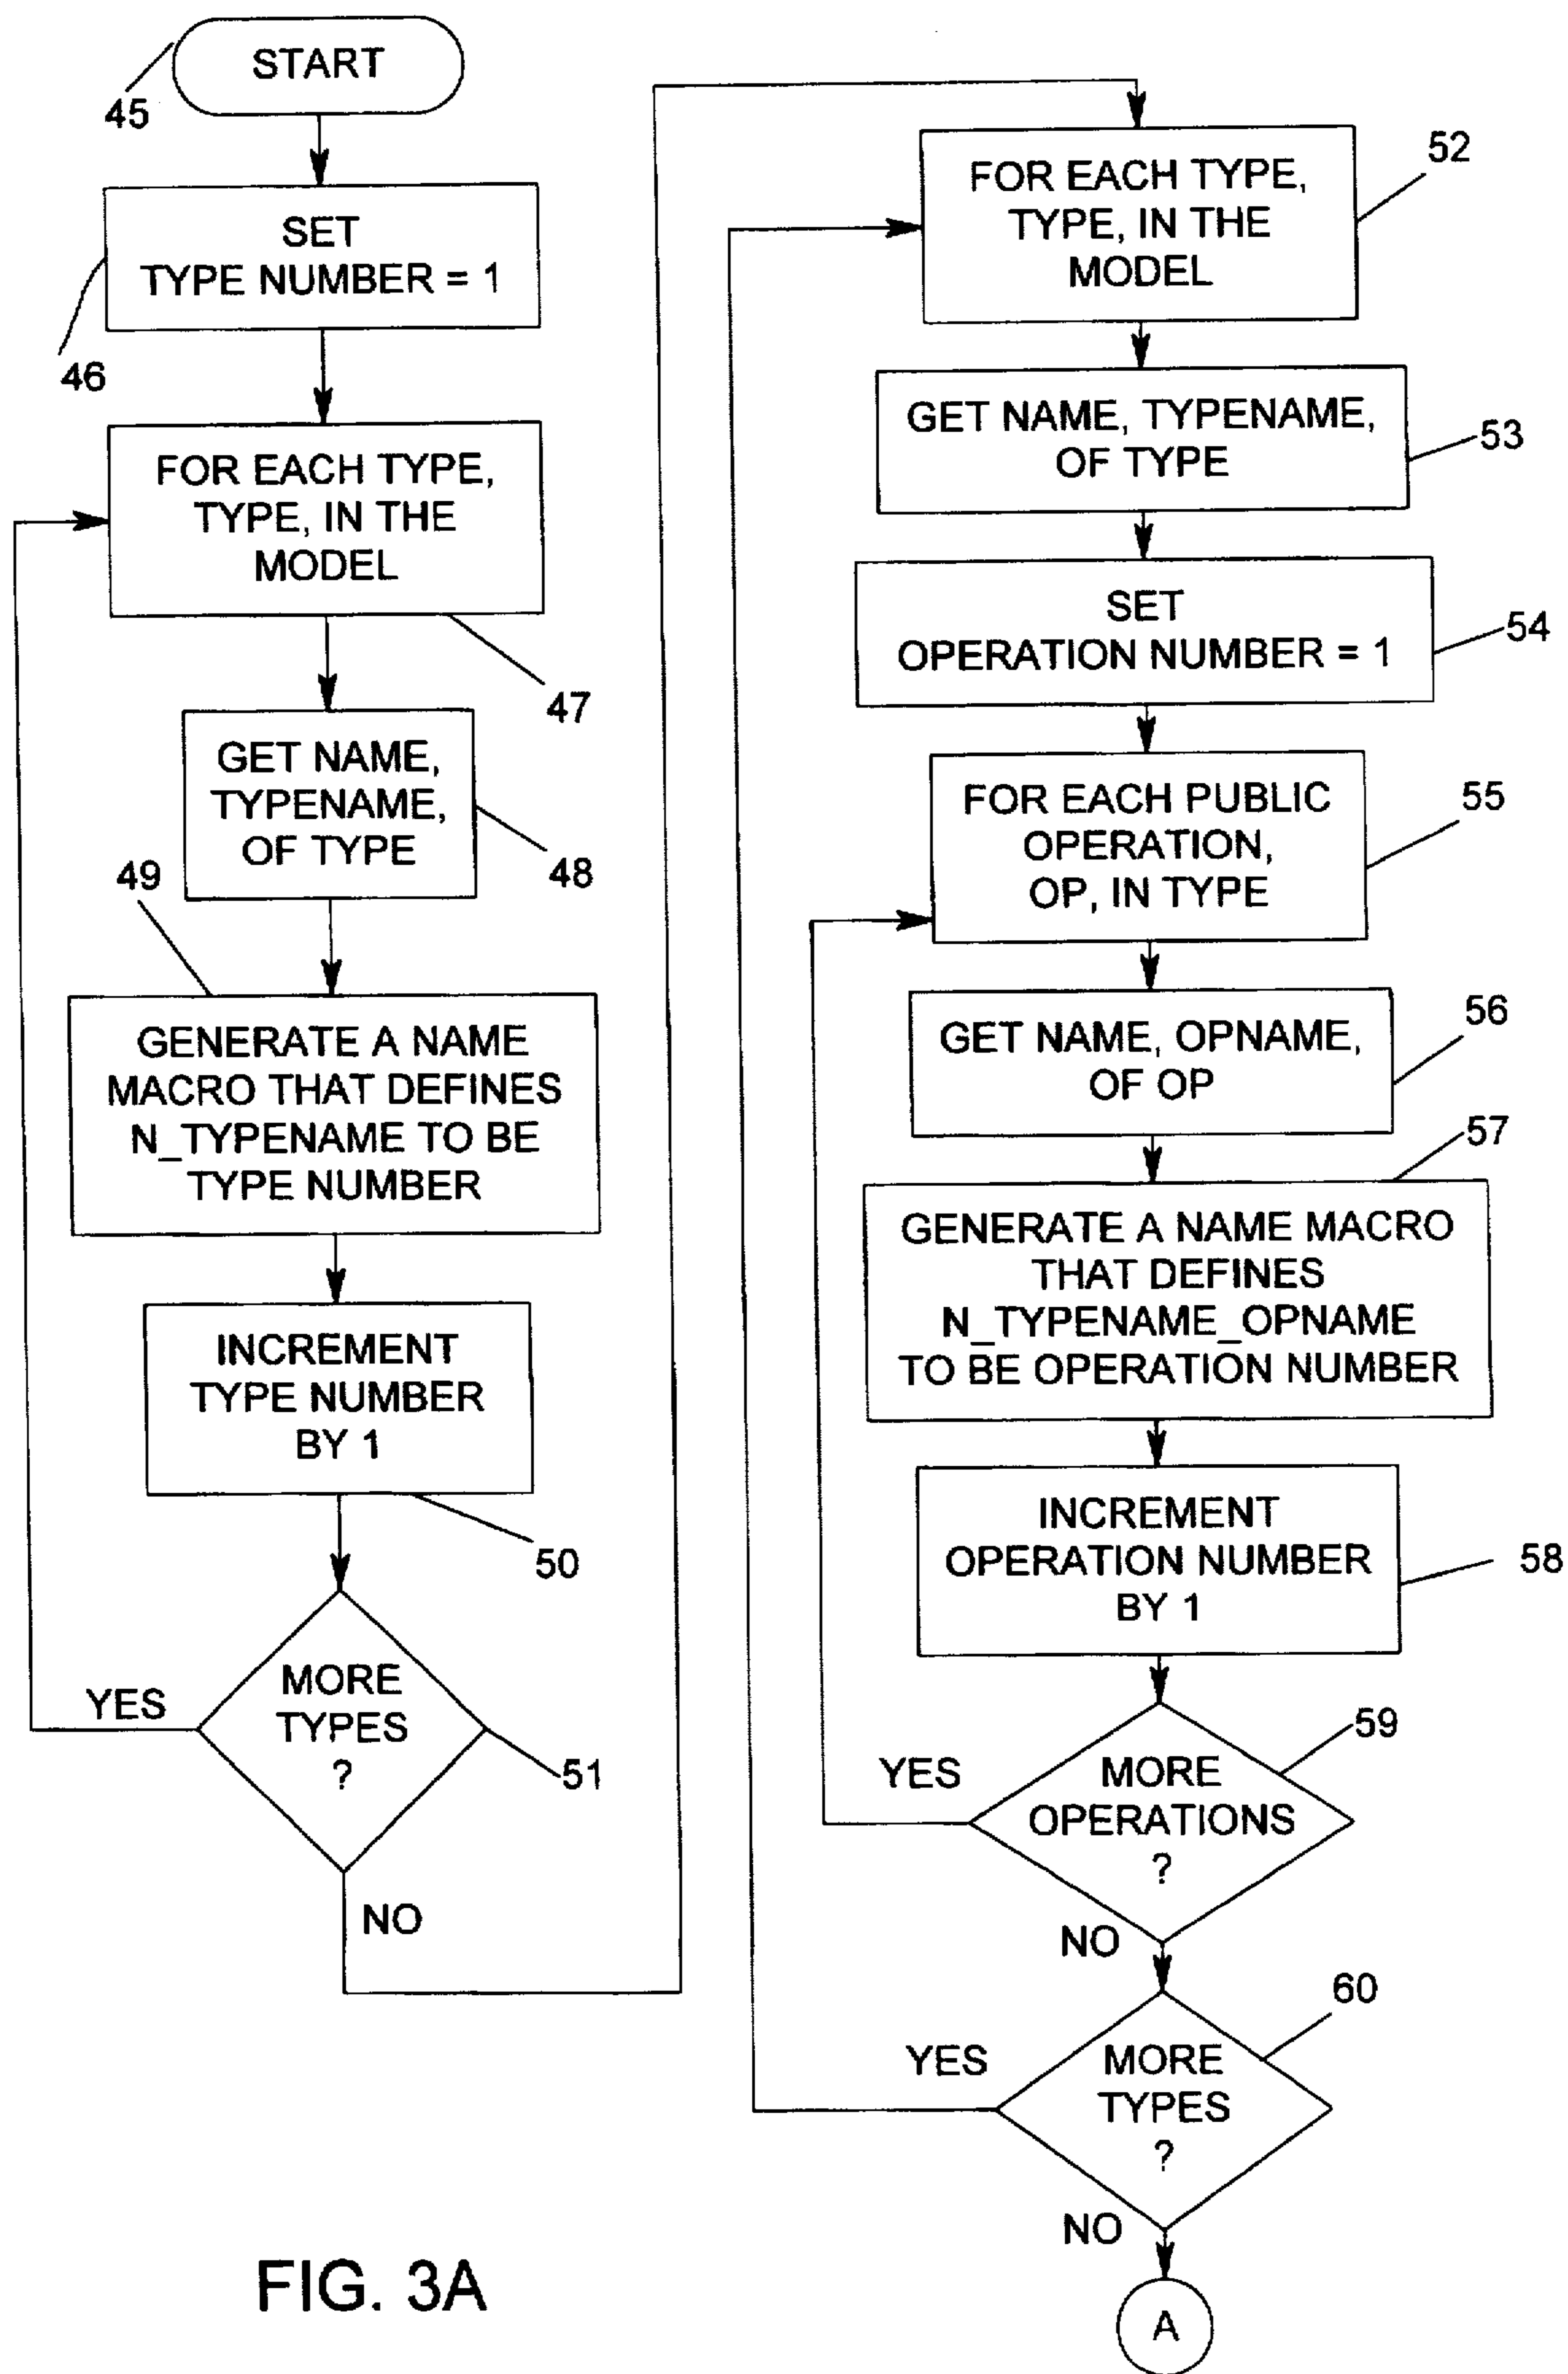 START
45
SET
TYPE NUMBER = 1
46
FOR EACH TYPE,
TYPE, IN THE
MODEL
47
GET NAME,
TYPENAME,
OF TYPE
48
49
GENERATE A NAME
MACRO THAT DEFINES
N_TYPENAME TO BE
TYPE NUMBER
INCREMENT
TYPE NUMBER
BY 1
50
MORE
TYPES
?
YES
51
NO
FOR EACH TYPE,
TYPE, IN THE
MODEL
52
GET NAME, TYPENAME,
OF TYPE
53
SET
OPERATION NUMBER = 1
54
FOR EACH PUBLIC
OPERATION,
OP, IN TYPE
55
GET NAME, OPNAME,
OF OP
56
57
GENERATE A NAME MACRO
THAT DEFINES
N_TYPENAME_OPNAME
TO BE OPERATION NUMBER
INCREMENT
OPERATION NUMBER
BY 1
58
59
YES
MORE
OPERATIONS
?
NO
60
YES
MORE
TYPES
?
NO
A
FIG. 3A